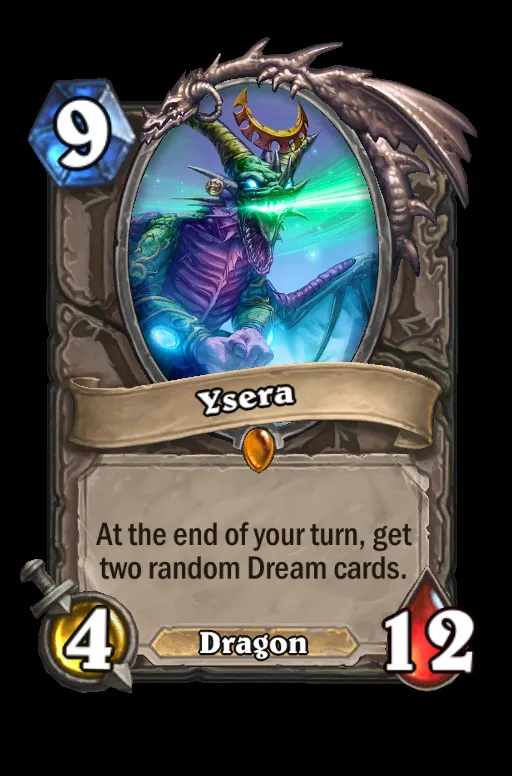 9
Ysera
At the end of your turn, get
two random Dream cards.
4
Dragon
12